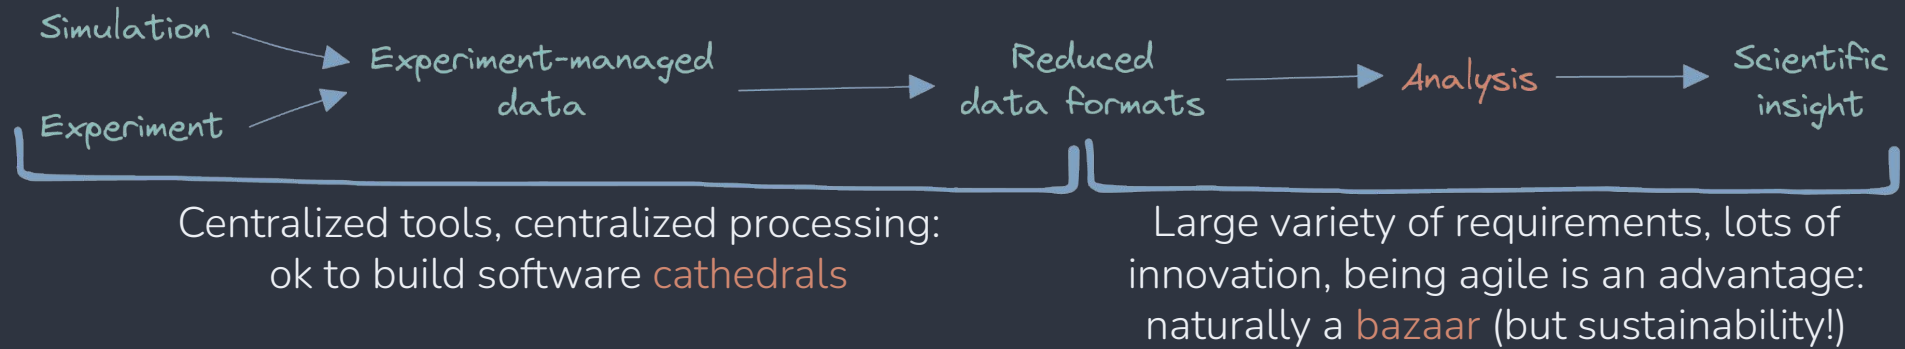 Simulation
Experiment
Experiment-managed
data
Reduced
data formats
Analysis
Scientific
insight
Centralized tools, centralized processing:
ok to build software cathedrals
Large variety of requirements, lots of
innovation, being agile is an advantage:
naturally a bazaar (but sustainability!)